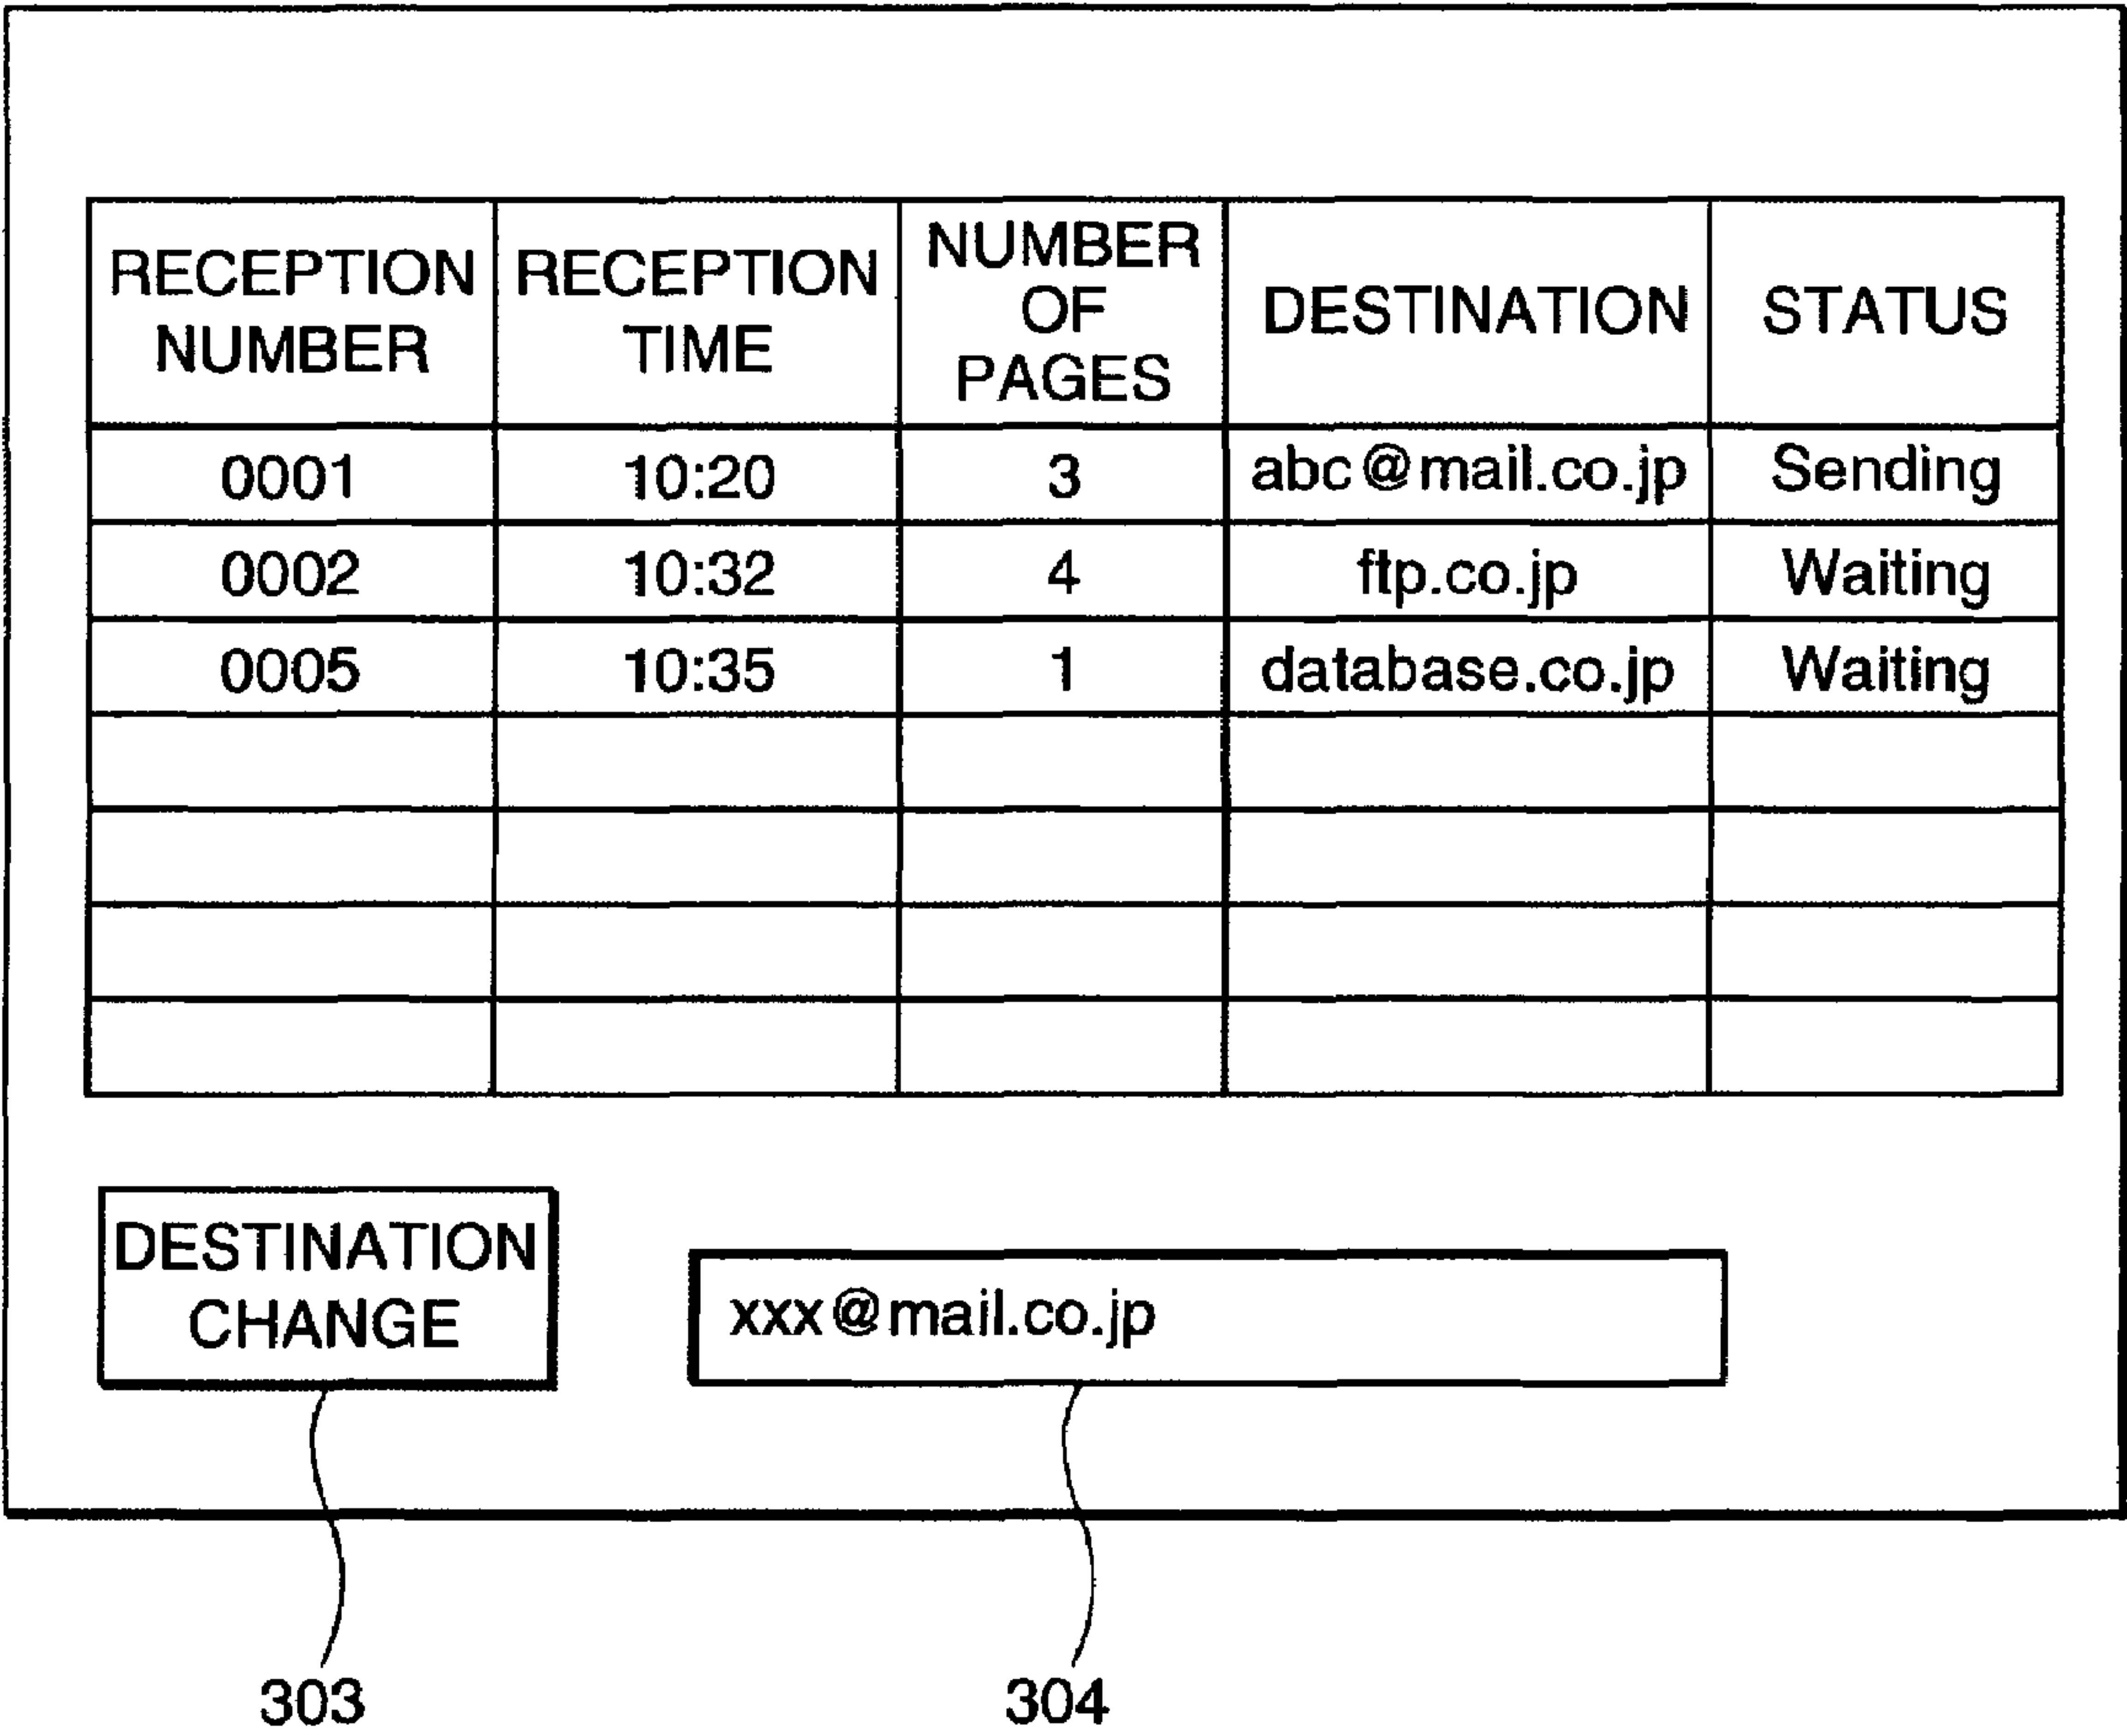 RECEPTION NUMBER RECEPTION TIME NUMBER OF PAGES DESTINATION STATUS
0001 10:20 3 abc@mail.co.jp Sending
0002 10:32 4 ftp.co.jp Waiting
0005 10:35 1 database.co.jp Waiting
DESTINATION
CHANGE
xxx@mail.co.jp
303 304